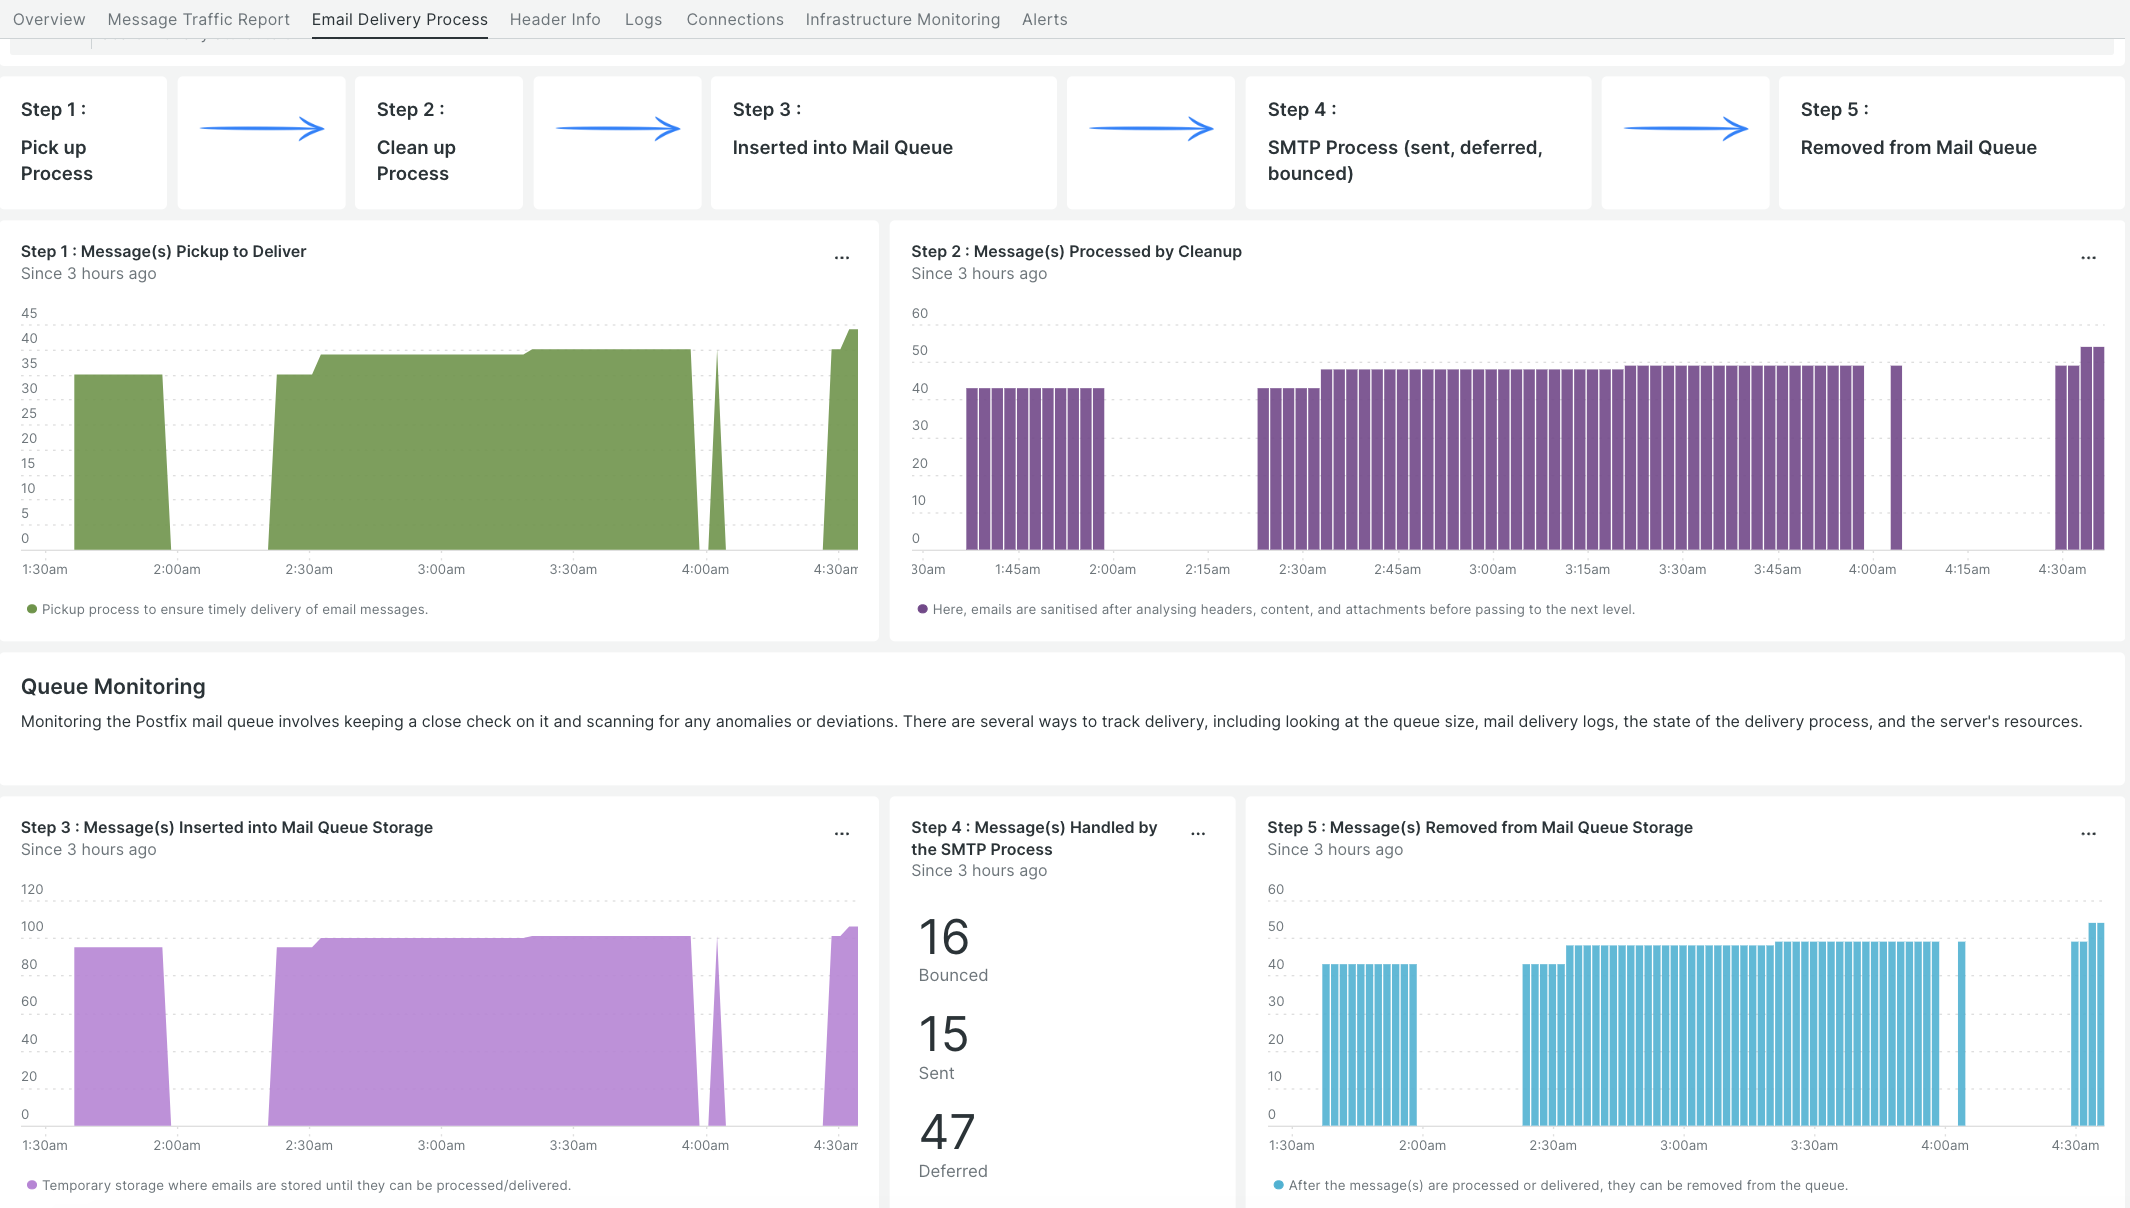 Overview Message Traffic Report Email Delivery Process Header Info Logs Connections Infrastructure Monitoring Alerts
Step 1 :
Pick up
Process
Step 2 :
Clean up
Process
Step 3 :
Inserted into Mail Queue
Step 4 :
SMTP Process (sent, deferred,
bounced)
Step 5 :
Removed from Mail Queue
Step 1 : Message(s) Pickup to Deliver
...
Since 3 hours ago
45
40
35
30
25
20
15
10
5
0
1:30am 2:00am 2:30am 3:00am 3:30am 4:00am 4:30am
Pickup process to ensure timely delivery of email messages.
Step 2 : Message(s) Processed by Cleanup
...
Since 3 hours ago
60
50
40
30
20
10
0
30am 1:45am 2:00am 2:15am 2:30am 2:45am 3:00am 3:15am 3:30am 3:45am 4:00am 4:15am 4:30am
Here, emails are sanitised after analysing headers, content, and attachments before passing to the next level.
Queue Monitoring
Monitoring the Postfix mail queue involves keeping a close check on it and scanning for any anomalies or deviations. There are several ways to track delivery, including looking at the queue size, mail delivery logs, the state of the delivery process, and the server's resources.
Step 3 : Message(s) Inserted into Mail Queue Storage
...
Since 3 hours ago
120
100
80
60
40
20
0
1:30am 2:00am 2:30am 3:00am 3:30am 4:00am 4:30am
Temporary storage where emails are stored until they can be processed/delivered.
Step 4 : Message(s) Handled by
the SMTP Process
...
Since 3 hours ago
16
Bounced
15
Sent
47
Deferred
Step 5 : Message(s) Removed from Mail Queue Storage
...
Since 3 hours ago
60
50
40
30
20
10
0
1:30am 2:00am 2:30am 3:00am 3:30am 4:00am 4:30am
After the message(s) are processed or delivered, they can be removed from the queue.